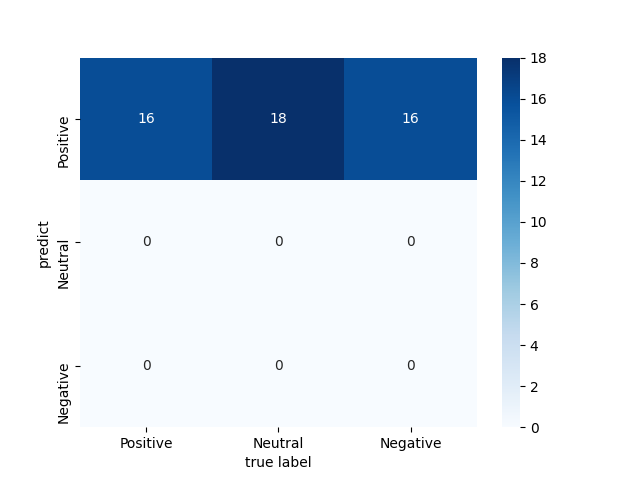 16 18 16
0 0 0
0 0 0
Positive
Neutral
Negative
predict
Positive Neutral Negative
true label
18
16
14
12
10
8
6
4
2
0